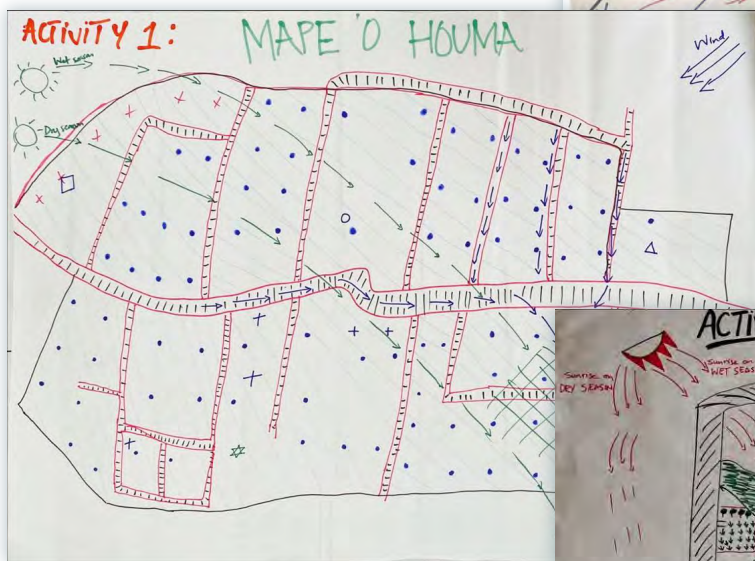 ACTIVITY 1:
MAPE 'O HOUMA
Wet season
Wind
Dry season
ACTI
Sunrise on
DRY SEASON
Sunrise on
WET SEAS